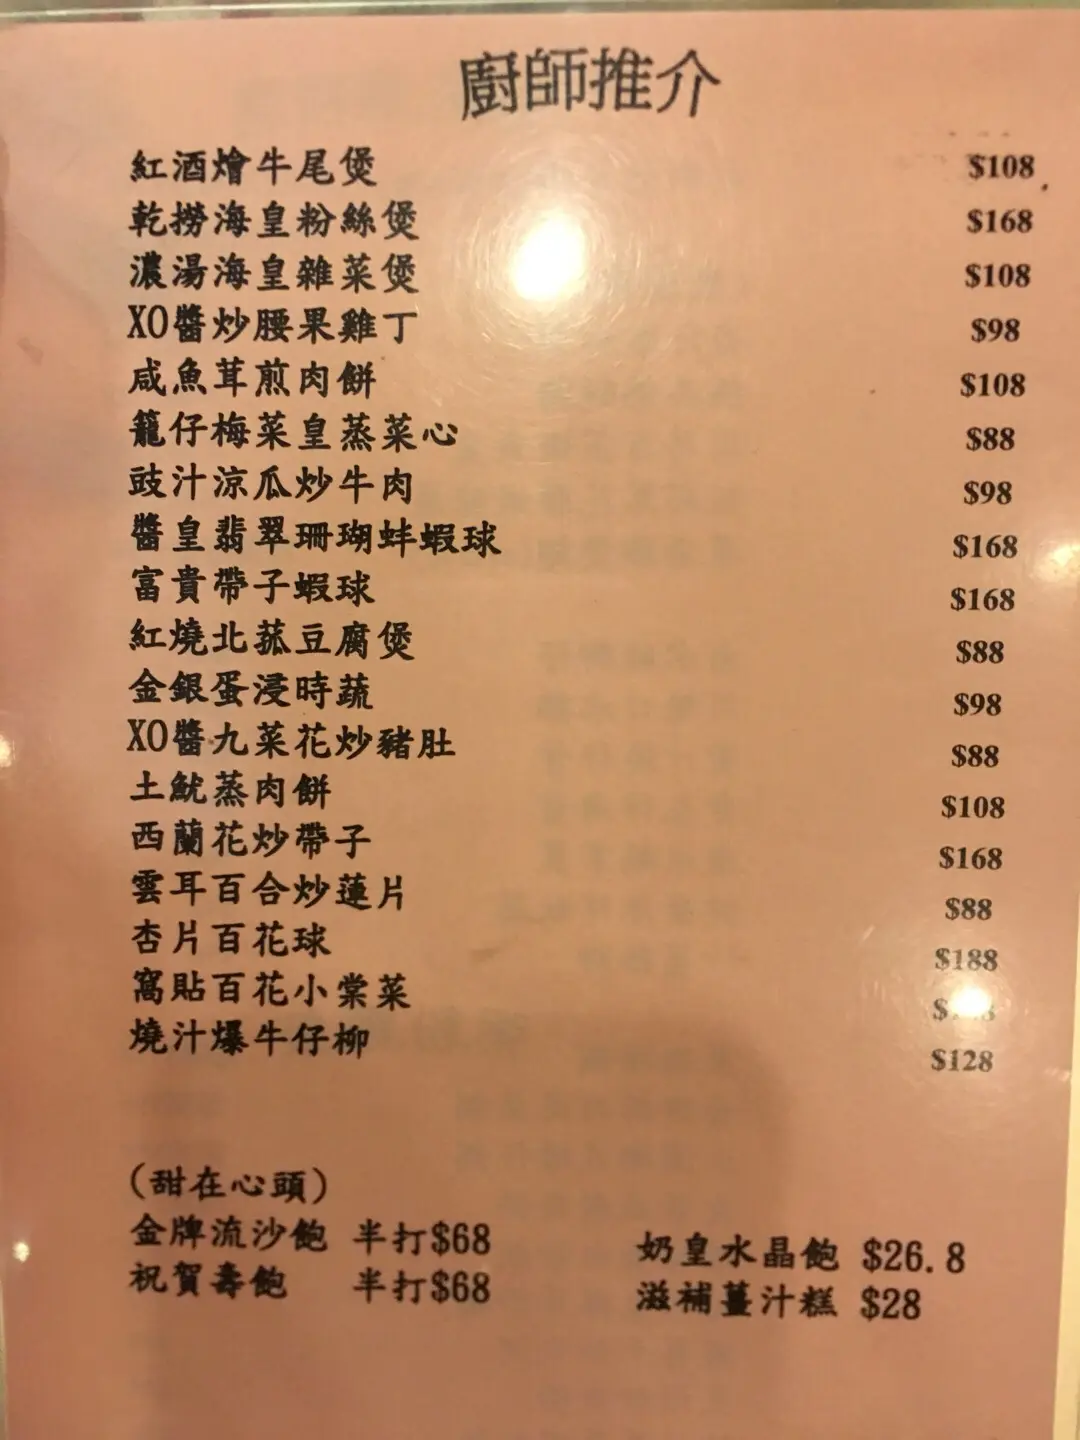 廚師推介
紅酒燴牛尾煲 $108
乾撈海皇粉絲煲 $168
濃湯海皇雜菜煲 $108
XO醬炒腰果雞丁 $98
咸魚茸煎肉餅 $108
籠仔梅菜皇蒸菜心 $88
豉汁涼瓜炒牛肉 $98
醬皇翡翠珊瑚蚌蝦球 $168
富貴帶子蝦球 $168
紅燒北菰豆腐煲 $88
金銀蛋浸時蔬 $98
XO醬九菜花炒豬肚 $88
土魷蒸肉餅 $108
西蘭花炒帶子 $168
雲耳百合炒蓮片 $88
杏片百花球 $188
窩貼百花小棠菜
燒汁爆牛仔柳 $128
(甜在心頭)
金牌流沙飽 半打$68 奶皇水晶飽 $26.8
祝賀壽飽 半打$68 滋補薑汁糕 $28